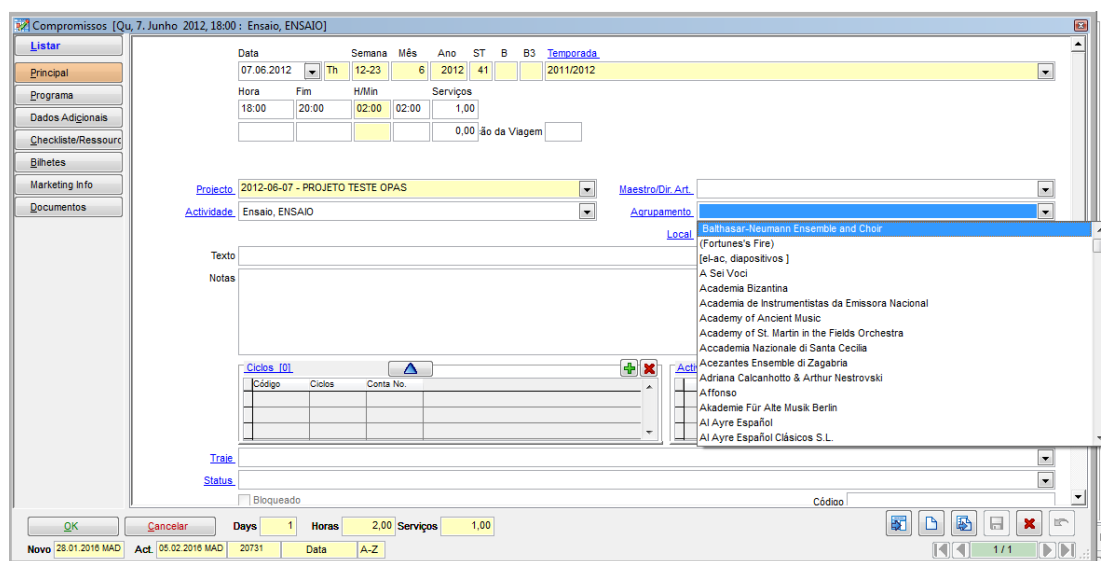 Compromissos [Qu, 7. Junho 2012, 18:00 : Ensaio, ENSAIO]
Listar
Principal
Programa
Dados Adicionais
Checkliste/Ressourc
Bilhetes
Marketing Info
Documentos
Data Semana Mês Ano ST B B3 Temporada
07.06.2012 Th 12-23 6 2012 41 2011/2012
Hora Fim H/Min Serviços
18:00 20:00 02:00 02:00 1,00
0,00 ão da Viagem
Projecto 2012-06-07 - PROJETO TESTE OPAS Maestro/Dir. Art.
Actividade Ensaio, ENSAIO Agrupamento
Local
Texto
Notas
Balthasar-Neumann Ensemble and Choir
(Fortunes's Fire)
[el-ac, diapositivos ]
A Sei Voci
Academia Bizantina
Academia de Instrumentistas da Emissora Nacional
Academy of Ancient Music
Academy of St. Martin in the Fields Orchestra
Accademia Nazionale di Santa Cecilia
Acezantes Ensemble di Zagabria
Adriana Calcanhotto & Arthur Nestrovski
Affonso
Akademie Für Alte Musik Berlin
Al Ayre Español
Al Ayre Español Clásicos S.L.
Ciclos [0] Acti
Código Ciclos Conta No.
Traje
Status
Bloqueado Código
OK Cancelar Days 1 Horas 2,00 Serviços 1,00
Novo 28.01.2016 MAD Act. 05.02.2016 MAD 20731 Data A-Z 1/1